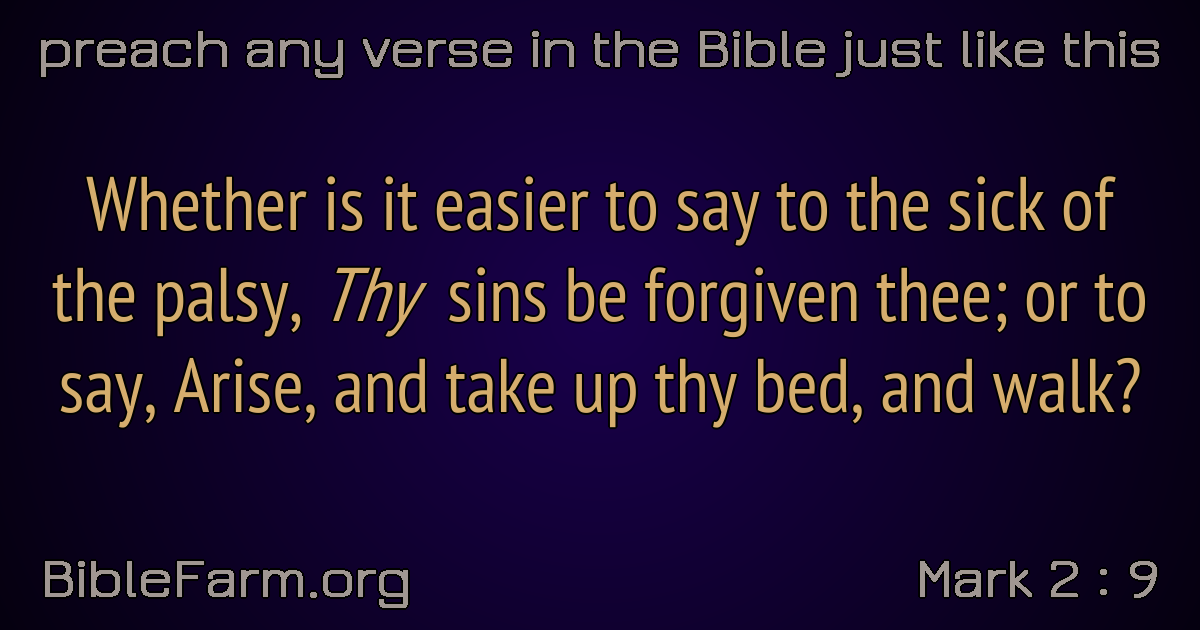 preach any verse in the Bible just like this
Whether is it easier to say to the sick of
the palsy, Thy sins be forgiven thee; or to
say, Arise, and take up thy bed, and walk?
BibleFarm.org
Mark 2 : 9